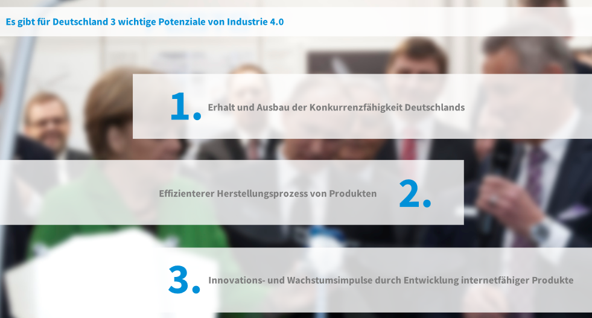 Es gibt für Deutschland 3 wichtige Potenziale von Industrie 4.0
1. Erhalt und Ausbau der Konkurrenzfähigkeit Deutschlands
Effizienterer Herstellungsprozess von Produkten 2.
3. Innovations- und Wachstumsimpulse durch Entwicklung internetfähiger Produkte